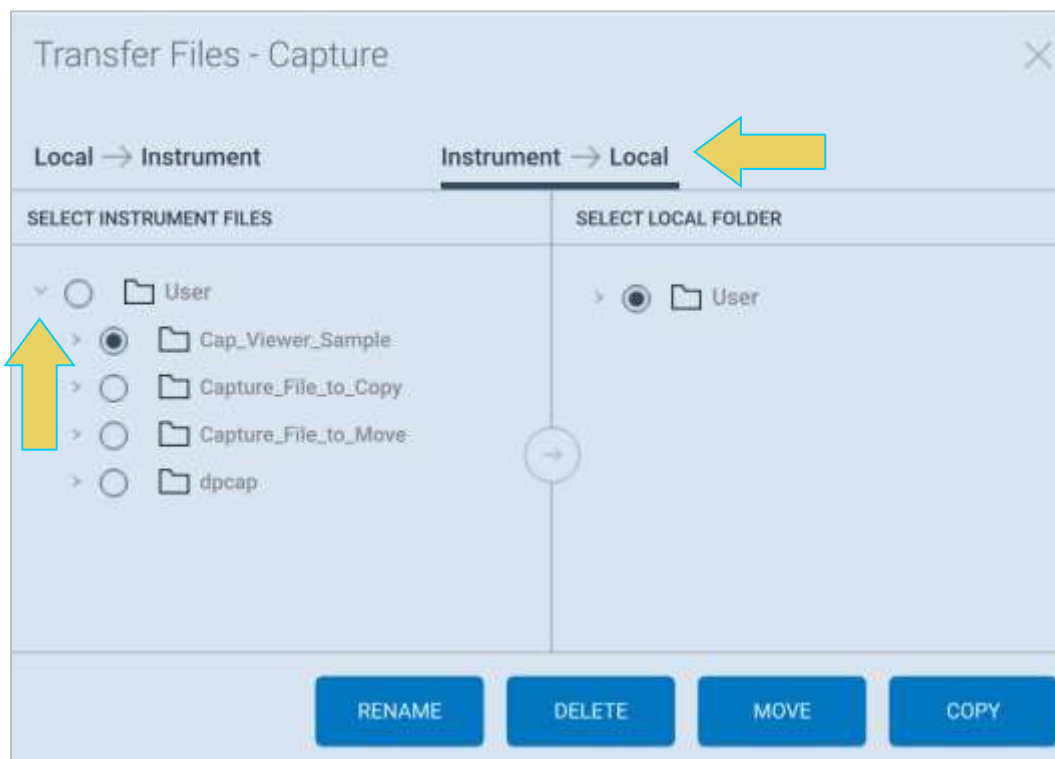 Transfer Files - Capture
Local → Instrument
Instrument → Local
SELECT INSTRUMENT FILES
SELECT LOCAL FOLDER
User
Cap_Viewer_Sample
Capture_File_to_Copy
Capture_File_to_Move
dpcap
User
RENAME
DELETE
MOVE
COPY